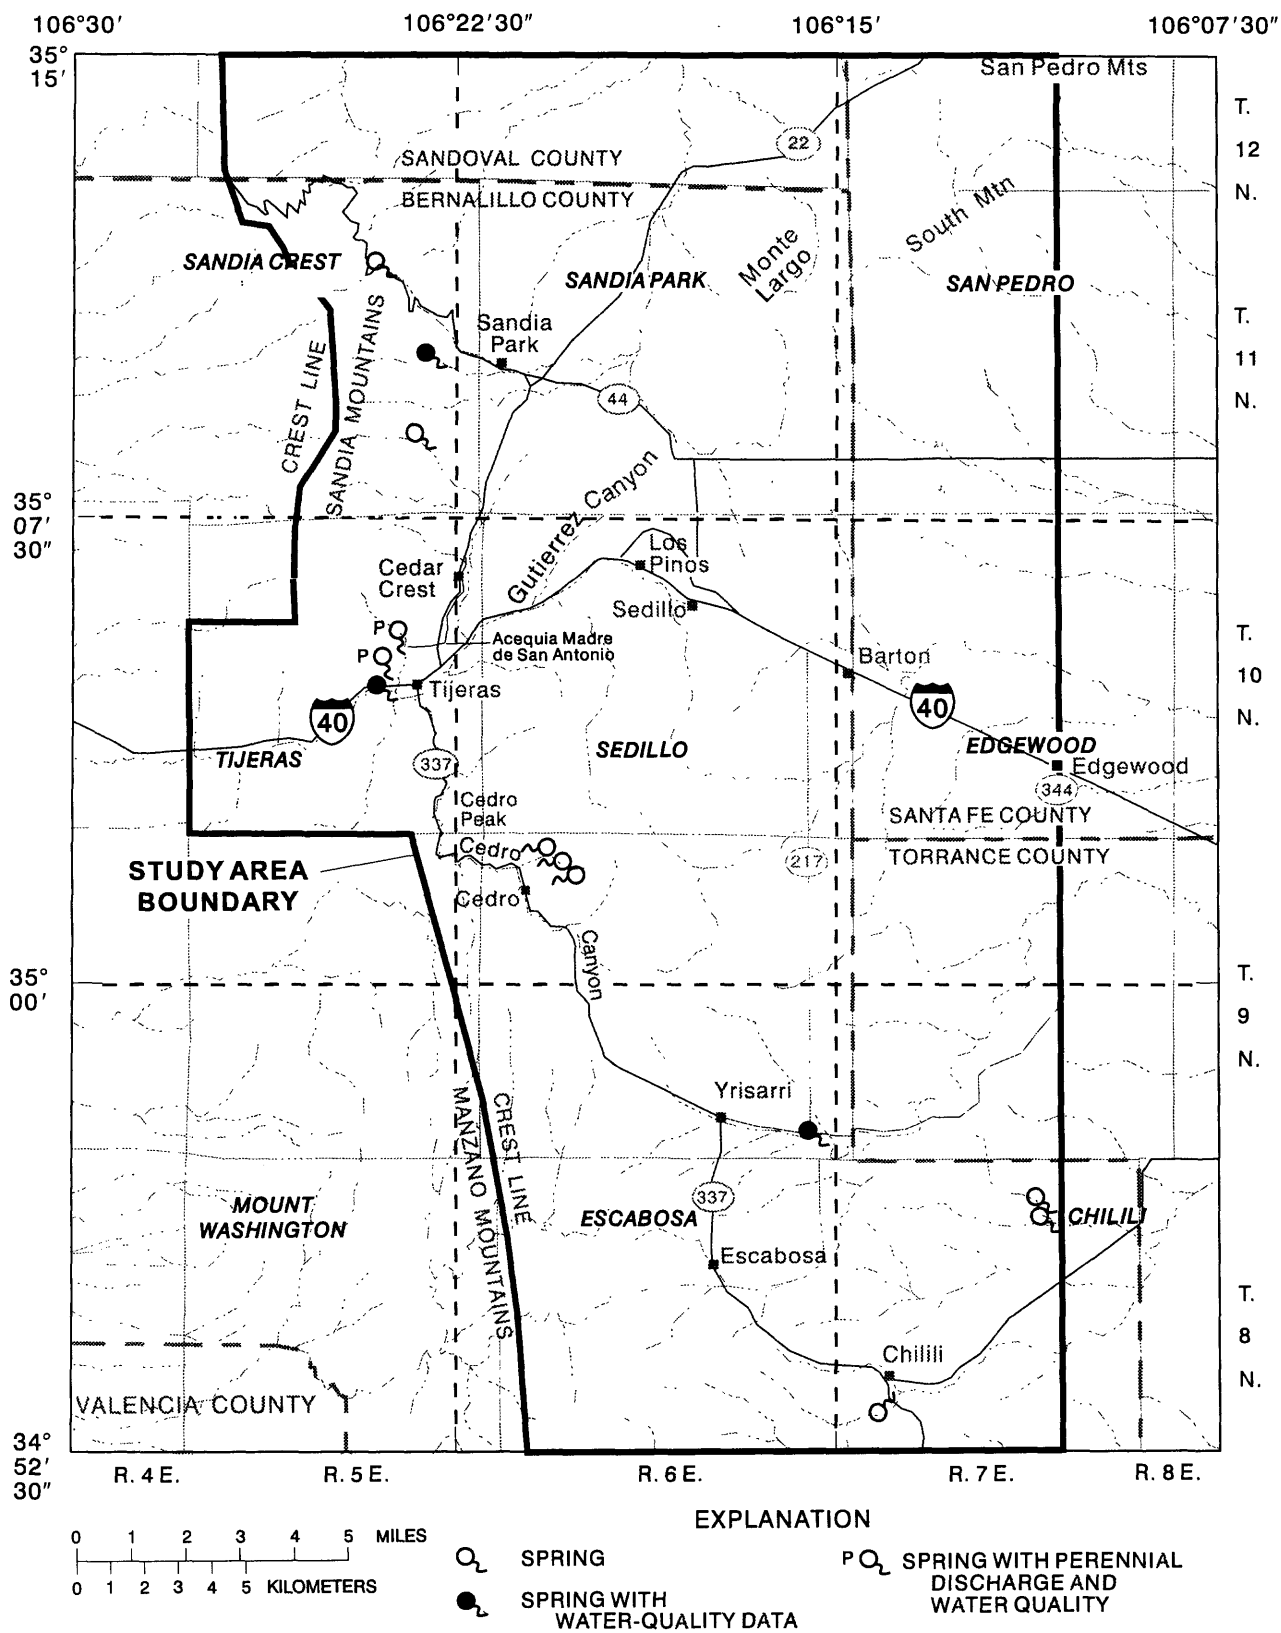 106°30′ 106°22′30″ 106°15′ 106°07′30″
35°
15′
San Pedro Mts
T.
12
N.
22
SANDOVAL COUNTY
BERNALILLO COUNTY
South Mtn
Monte
Largo
SANDIA CREST
SANDIA PARK
SAN PEDRO
T.
11
N.
Sandia
Park
CREST LINE
SANDIA MOUNTAINS
44
35°
07′
30″
Gutierrez Canyon
Los
Pinos
Cedar
Crest
Sedillo
P
P
Acequia Madre
de San Antonio
T.
10
N.
Barton
Tijeras
40
40
TIJERAS
SEDILLO
EDGEWOOD
Edgewood
337
344
Cedro
Peak
SANTA FE COUNTY
TORRANCE COUNTY
Cedro
217
STUDY AREA
BOUNDARY
Cedro
Canyon
35°
00′
T.
9
N.
Yrisarri
CREST LINE
MANZANO MOUNTAINS
MOUNT
WASHINGTON
337
ESCABOSA
CHILILI
Escabosa
T.
8
N.
Chilili
VALENCIA COUNTY
34°
52′
30″
R. 4 E. R. 5 E. R. 6 E. R. 7 E. R. 8 E.
EXPLANATION
0 1 2 3 4 5 MILES
0 1 2 3 4 5 KILOMETERS
SPRING
SPRING WITH
WATER-QUALITY DATA
P SPRING WITH PERENNIAL
DISCHARGE AND
WATER QUALITY